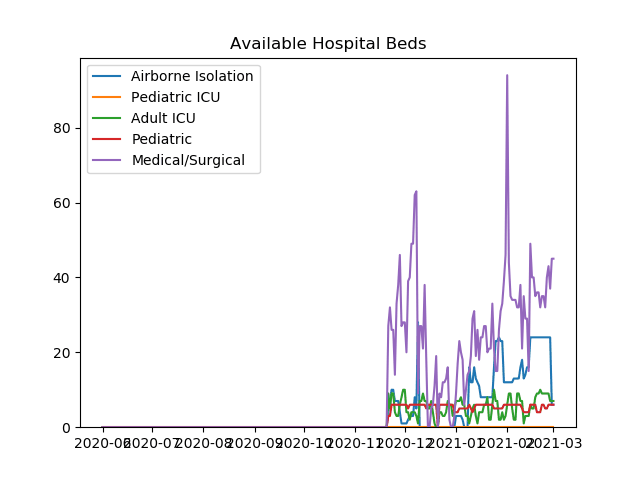 Available Hospital Beds
Airborne Isolation
Pediatric ICU
Adult ICU
Pediatric
Medical/Surgical
80
60
40
20
0
2020-06 2020-07 2020-08 2020-09 2020-10 2020-11 2020-12 2021-01 2021-02 2021-03